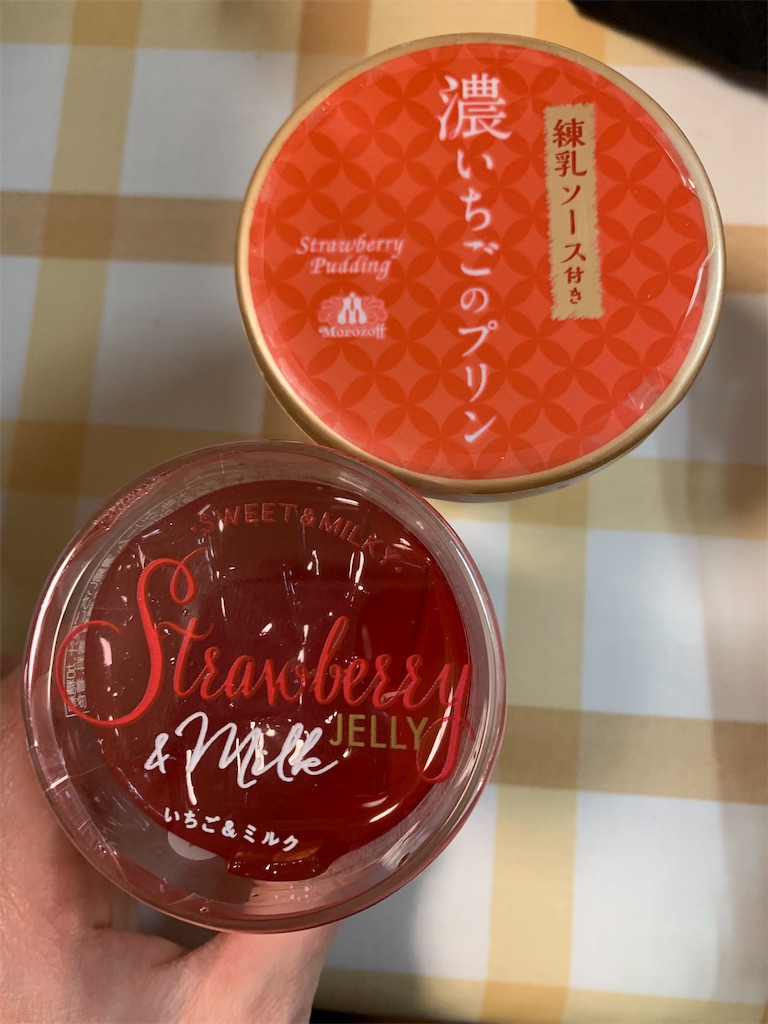 濃いちごのプリン
練乳ソース付き
Strawberry
Pudding
Morozoff
SWEET&MILKY
Strawberry
JELLY
& Milk
いちご&ミルク